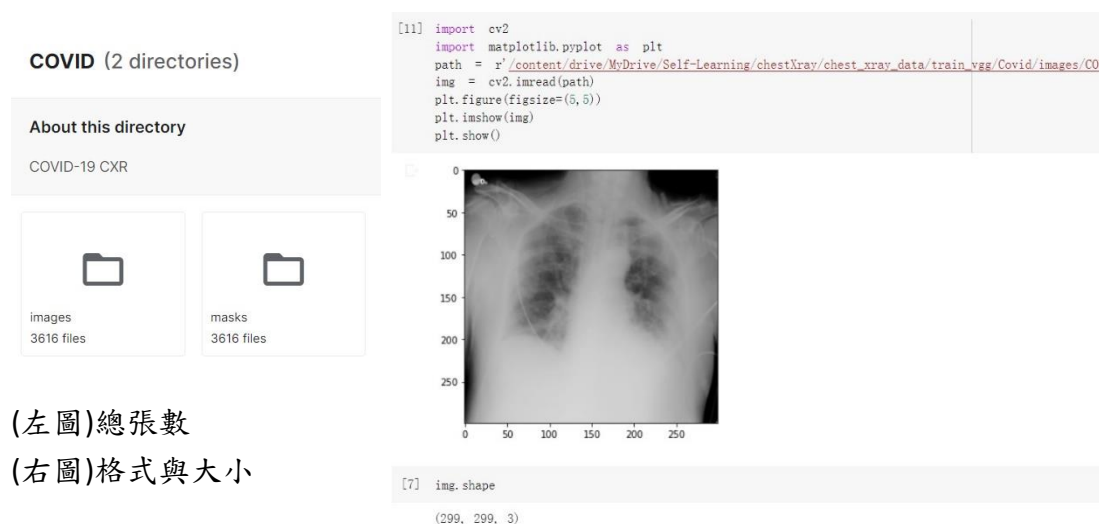 COVID (2 directories)
About this directory
COVID-19 CXR
images
3616 files
masks
3616 files
(左圖)總張數
(右圖)格式與大小
[11] import cv2
import matplotlib.pyplot as plt
path = r'/content/drive/MyDrive/Self-Learning/chestXray/chest_xray_data/train_vgg/Covid/images/CO
img = cv2.imread(path)
plt.figure(figsize=(5,5))
plt.imshow(img)
plt.show()
0
50
100
150
200
250
0 50 100 150 200 250
[7] img.shape
(299, 299, 3)